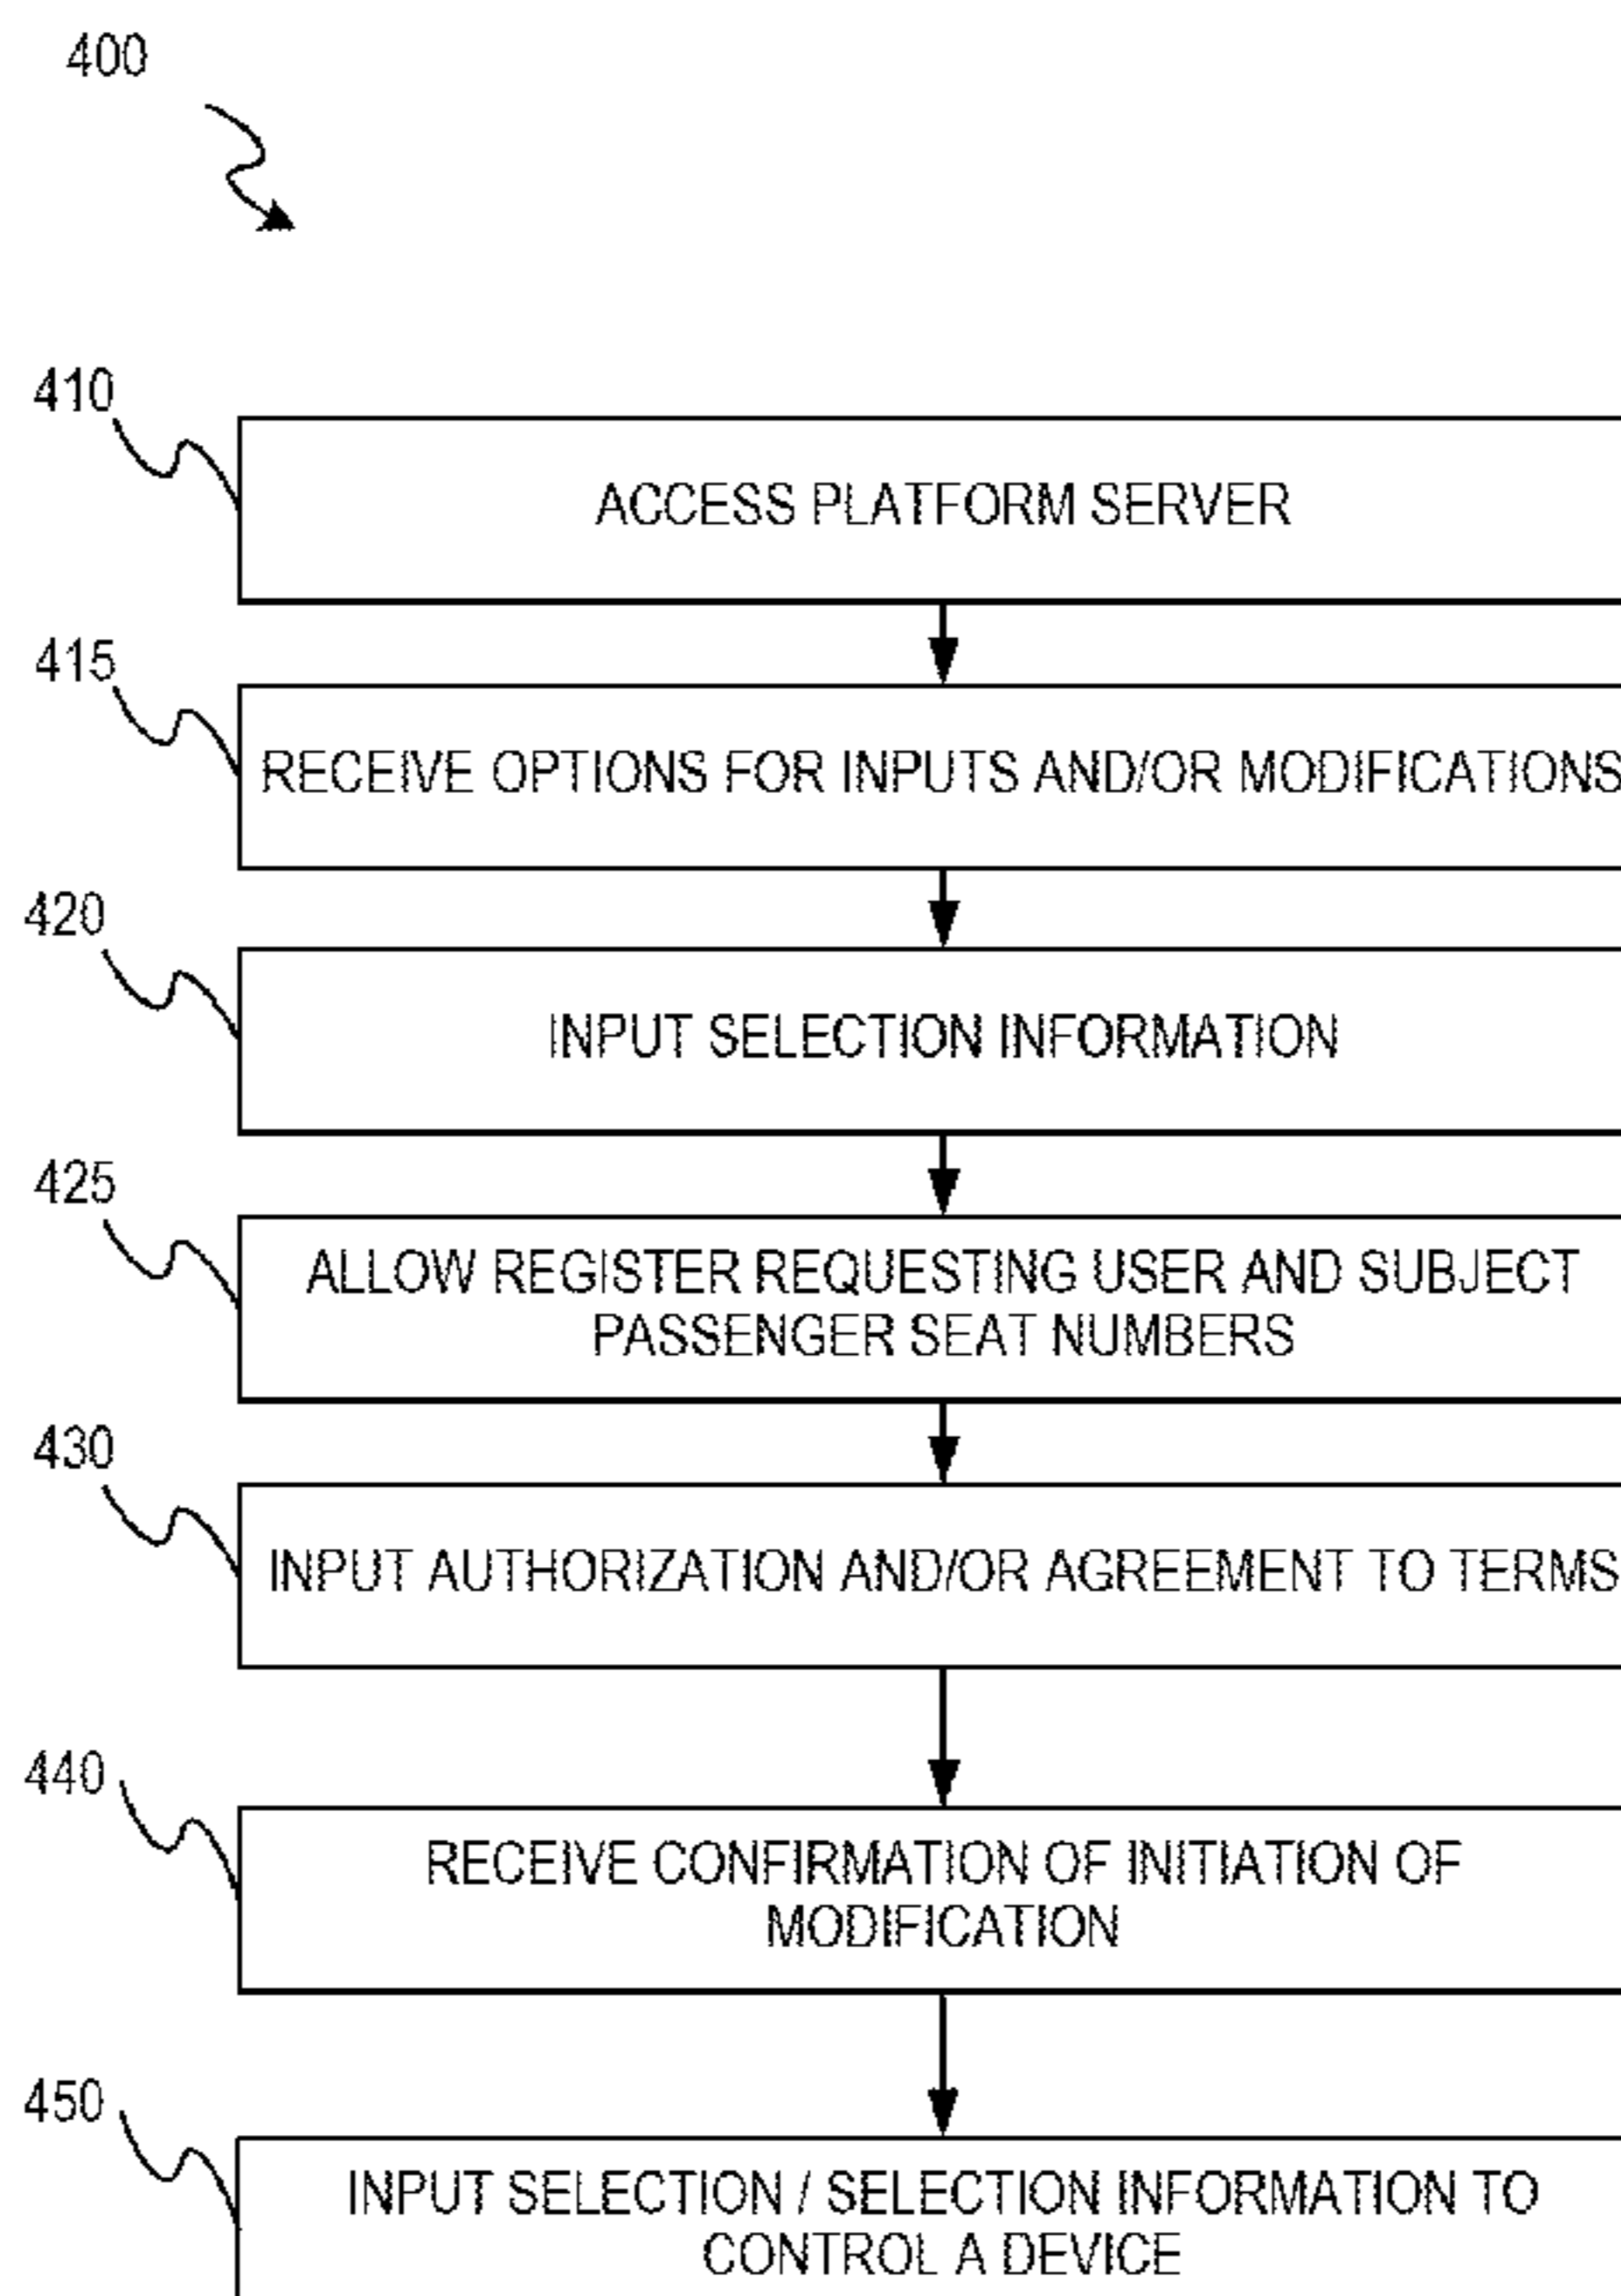 400
410
ACCESS PLATFORM SERVER
415
RECEIVE OPTIONS FOR INPUTS AND/OR MODIFICATIONS
420
INPUT SELECTION INFORMATION
425
ALLOW REGISTER REQUESTING USER AND SUBJECT
PASSENGER SEAT NUMBERS
430
INPUT AUTHORIZATION AND/OR AGREEMENT TO TERMS
440
RECEIVE CONFIRMATION OF INITIATION OF
MODIFICATION
450
INPUT SELECTION / SELECTION INFORMATION TO
CONTROL A DEVICE